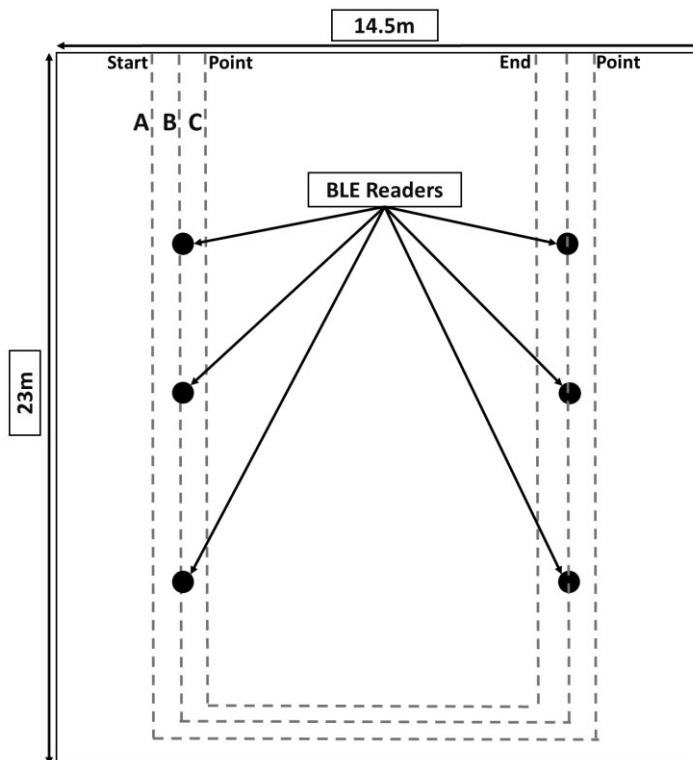 14.5m
Start Point End Point
A B C
BLE Readers
23m